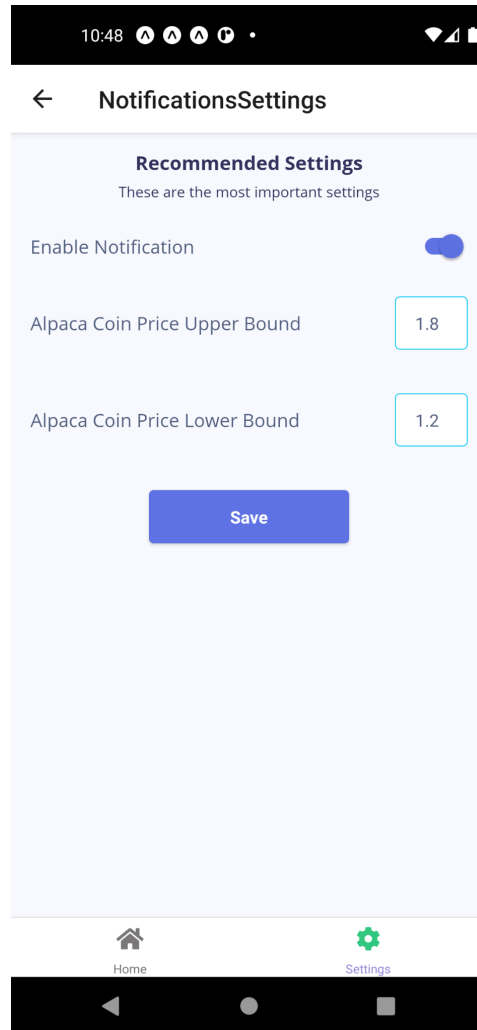 10:48
NotificationsSettings
Recommended Settings
These are the most important settings
Enable Notification
Alpaca Coin Price Upper Bound 1.8
Alpaca Coin Price Lower Bound 1.2
Save
Home Settings